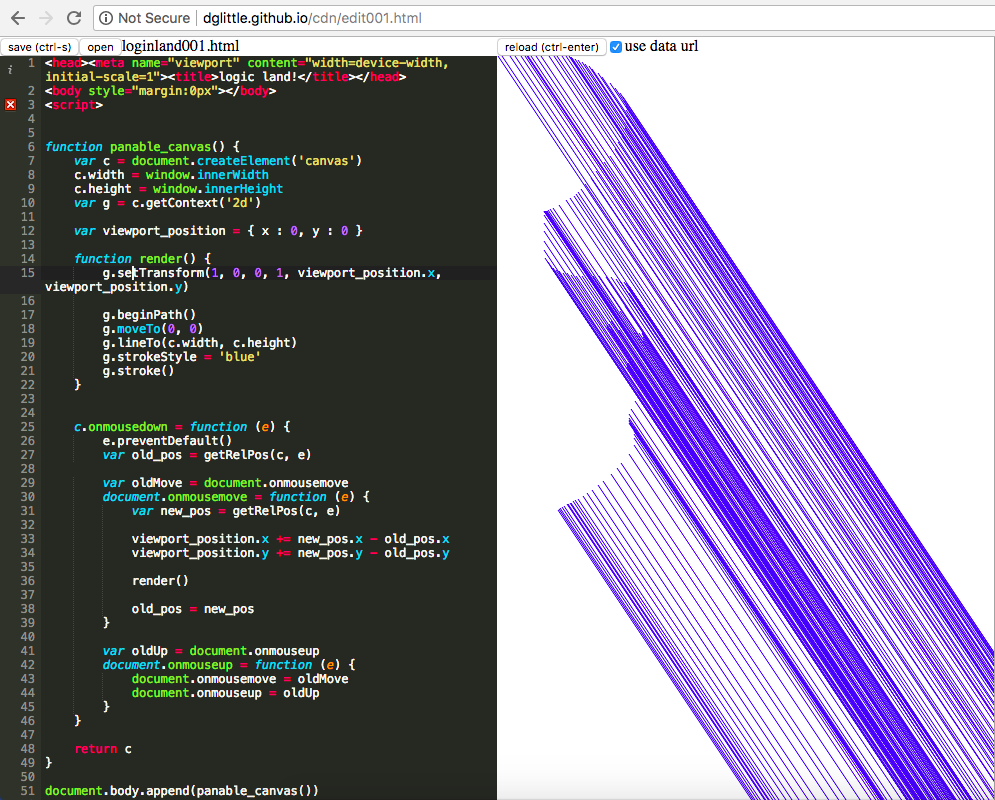 Not Secure | dglittle.github.io/cdn/edit001.html
save (ctrl-s) open loginland001.html
reload (ctrl-enter) use data url
1 <head><meta name="viewport" content="width=device-width,
initial-scale=1"><title>logic land!</title></head>
2 <body style="margin:0px"></body>
3 <script>
4
5
6 function panable_canvas() {
7 var c = document.createElement('canvas')
8 c.width = window.innerWidth
9 c.height = window.innerHeight
10 var g = c.getContext('2d')
11
12 var viewport_position = { x : 0, y : 0 }
13
14 function render() {
15 g.setTransform(1, 0, 0, 1, viewport_position.x,
viewport_position.y)
16
17 g.beginPath()
18 g.moveTo(0, 0)
19 g.lineTo(c.width, c.height)
20 g.strokeStyle = 'blue'
21 g.stroke()
22 }
23
24
25 c.onmousedown = function (e) {
26 e.preventDefault()
27 var old_pos = getRelPos(c, e)
28
29 var oldMove = document.onmousemove
30 document.onmousemove = function (e) {
31 var new_pos = getRelPos(c, e)
32
33 viewport_position.x += new_pos.x - old_pos.x
34 viewport_position.y += new_pos.y - old_pos.y
35
36 render()
37
38 old_pos = new_pos
39 }
40
41 var oldUp = document.onmouseup
42 document.onmouseup = function (e) {
43 document.onmousemove = oldMove
44 document.onmouseup = oldUp
45 }
46 }
47
48 return c
49 }
50
51 document.body.append(panable_canvas())